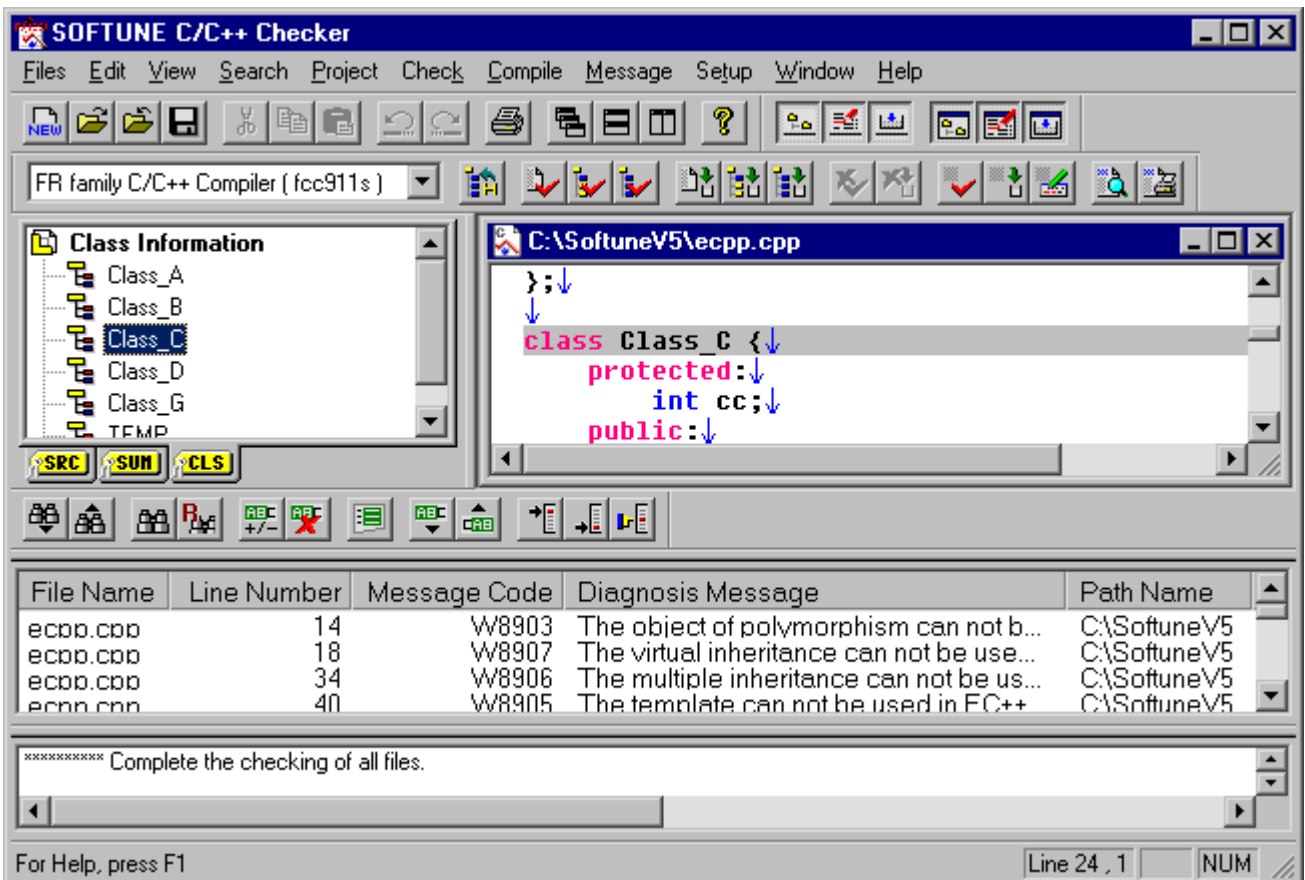 SOFTUNE C/C++ Checker
Files Edit View Search Project Check Compile Message Setup Window Help
NEW
FR family C/C++ Compiler ( fcc911s )
Class Information
Class_A
Class_B
Class_C
Class_D
Class_G
TEMP
SRC SUM CLS
C:\SoftuneV5\ecpp.cpp
};↓
↓
class Class_C {↓
protected:↓
int cc;↓
public:↓
File Name Line Number Message Code Diagnosis Message Path Name
ecpp.cpp 14 W8903 The object of polymorphism can not b... C:\SoftuneV5
ecpp.cpp 18 W8907 The virtual inheritance can not be use... C:\SoftuneV5
ecpp.cpp 34 W8906 The multiple inheritance can not be us... C:\SoftuneV5
ecpp.cpp 40 W8905 The template can not be used in EC++ C:\SoftuneV5
********** Complete the checking of all files.
For Help, press F1
Line 24 , 1 NUM